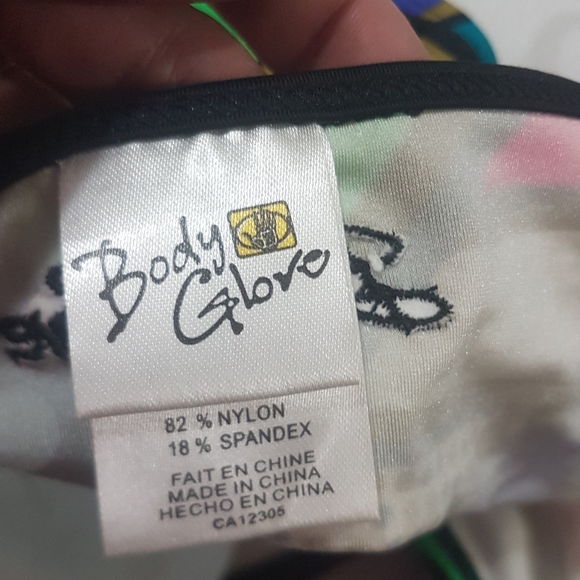 Body
Glove
82 % NYLON
18 % SPANDEX
FAIT EN CHINE
MADE IN CHINA
HECHO EN CHINA
CA12305